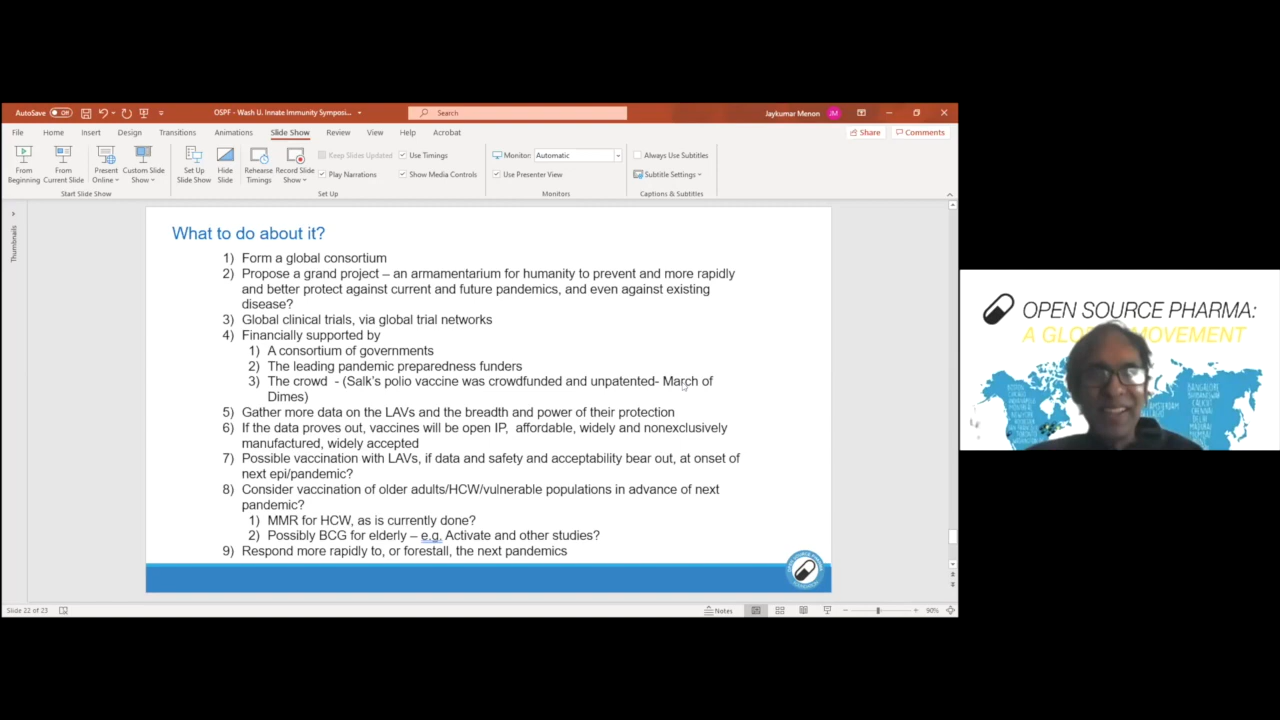 AutoSave Off OSPF - Wash U. Innate Immunity Symposi... Search Jaykumar Menon JM
File Home Insert Design Transitions Animations Slide Show Review View Help Acrobat Share Comments
From Beginning
From Current Slide
Present Online
Custom Slide Show
Start Slide Show
Set Up Slide Show
Hide Slide
Rehearse Timings
Record Slide Show
Keep Slides Updated
Play Narrations
Use Timings
Show Media Controls
Set Up
Monitor: Automatic
Use Presenter View
Monitors
Always Use Subtitles
Subtitle Settings
Captions & Subtitles
Thumbnails
What to do about it?
1) Form a global consortium
2) Propose a grand project – an armamentarium for humanity to prevent and more rapidly
and better protect against current and future pandemics, and even against existing
disease?
3) Global clinical trials, via global trial networks
4) Financially supported by
1) A consortium of governments
2) The leading pandemic preparedness funders
3) The crowd - (Salk's polio vaccine was crowdfunded and unpatented- March of
Dimes)
5) Gather more data on the LAVs and the breadth and power of their protection
6) If the data proves out, vaccines will be open IP, affordable, widely and nonexclusively
manufactured, widely accepted
7) Possible vaccination with LAVs, if data and safety and acceptability bear out, at onset of
next epi/pandemic?
8) Consider vaccination of older adults/HCW/vulnerable populations in advance of next
pandemic?
1) MMR for HCW, as is currently done?
2) Possibly BCG for elderly – e.g. Activate and other studies?
9) Respond more rapidly to, or forestall, the next pandemics
Slide 22 of 23 Notes 90%
OPEN SOURCE PHARMA:
A GLO MOVEMENT
BANGALORE
CHENNAI
DELHI
MUMBAI